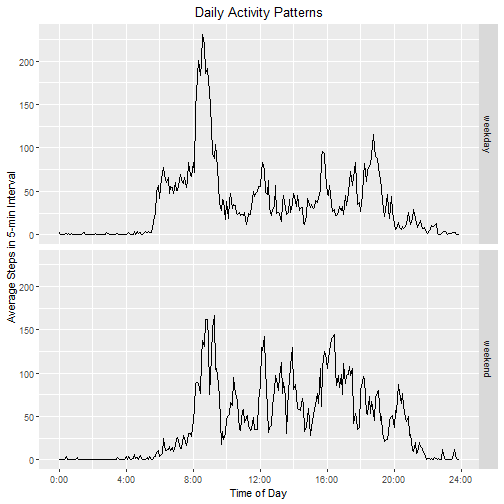 Daily Activity Patterns
Average Steps in 5-min Interval
200
150
100
50
0
weekday
200
150
100
50
0
weekend
0:00 4:00 8:00 12:00 16:00 20:00 24:00
Time of Day